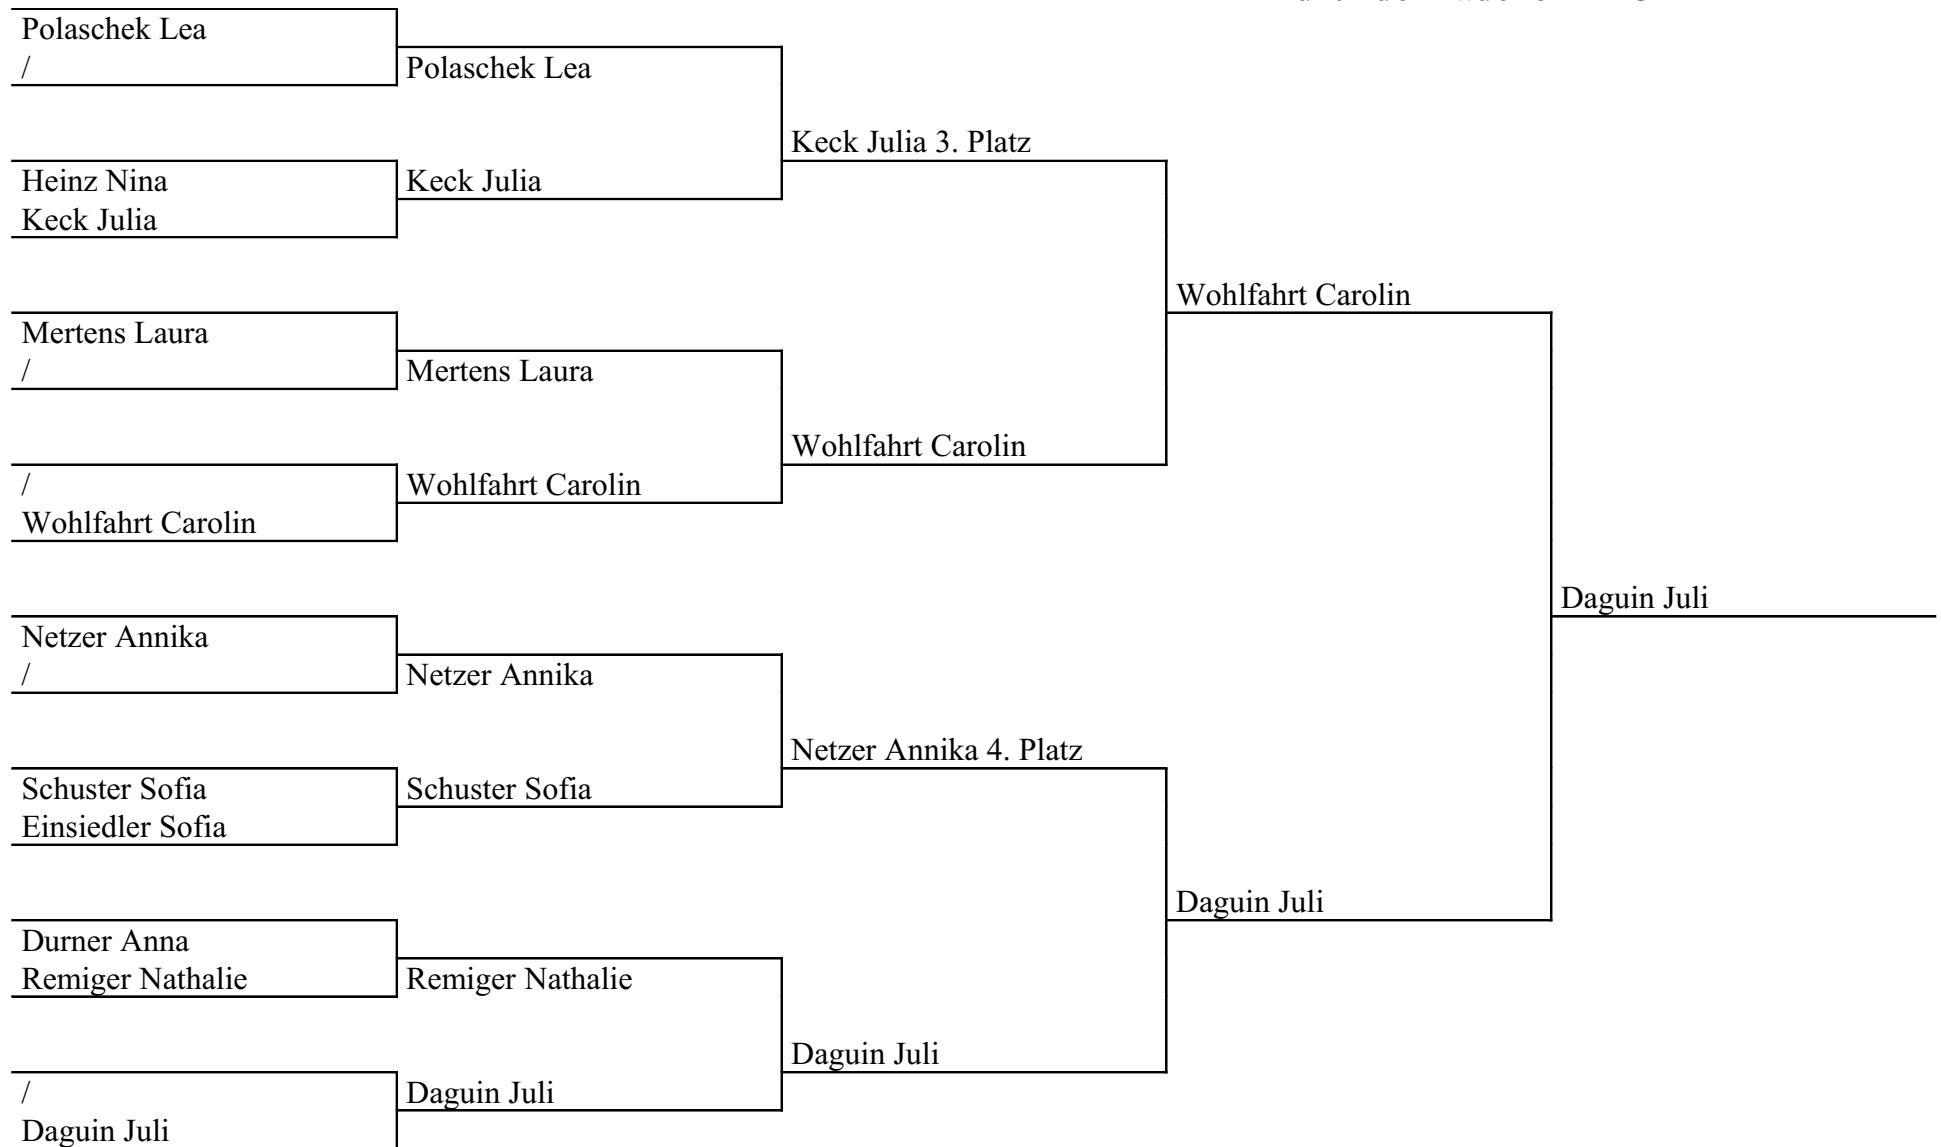 Polaschek Lea
/
Polaschek Lea
Keck Julia 3. Platz
Heinz Nina
Keck Julia
Keck Julia
Wohlfahrt Carolin
Mertens Laura
/
Mertens Laura
Wohlfahrt Carolin
/
Wohlfahrt Carolin
Wohlfahrt Carolin
Daguin Juli
Netzer Annika
/
Netzer Annika
Netzer Annika 4. Platz
Schuster Sofia
Schuster Sofia
Einsiedler Sofia
Daguin Juli
Durner Anna
Remiger Nathalie
Remiger Nathalie
Daguin Juli
/
Daguin Juli
Daguin Juli